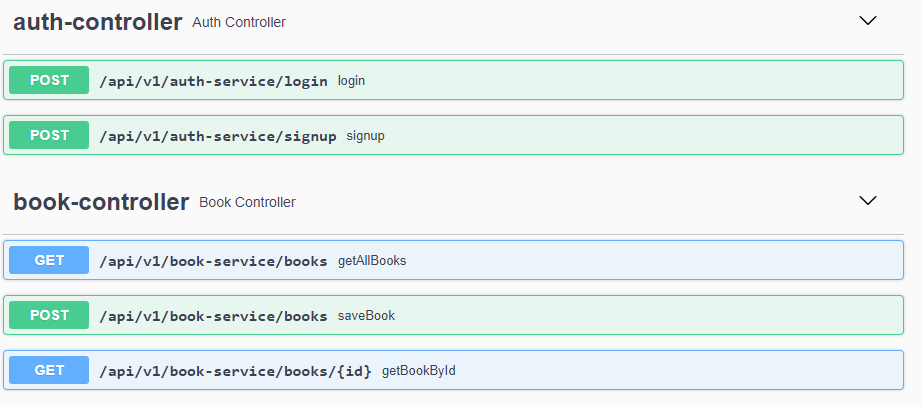 auth-controller Auth Controller
POST /api/v1/auth-service/login login
POST /api/v1/auth-service/signup signup
book-controller Book Controller
GET /api/v1/book-service/books getAllBooks
POST /api/v1/book-service/books saveBook
GET /api/v1/book-service/books/{id} getBookById